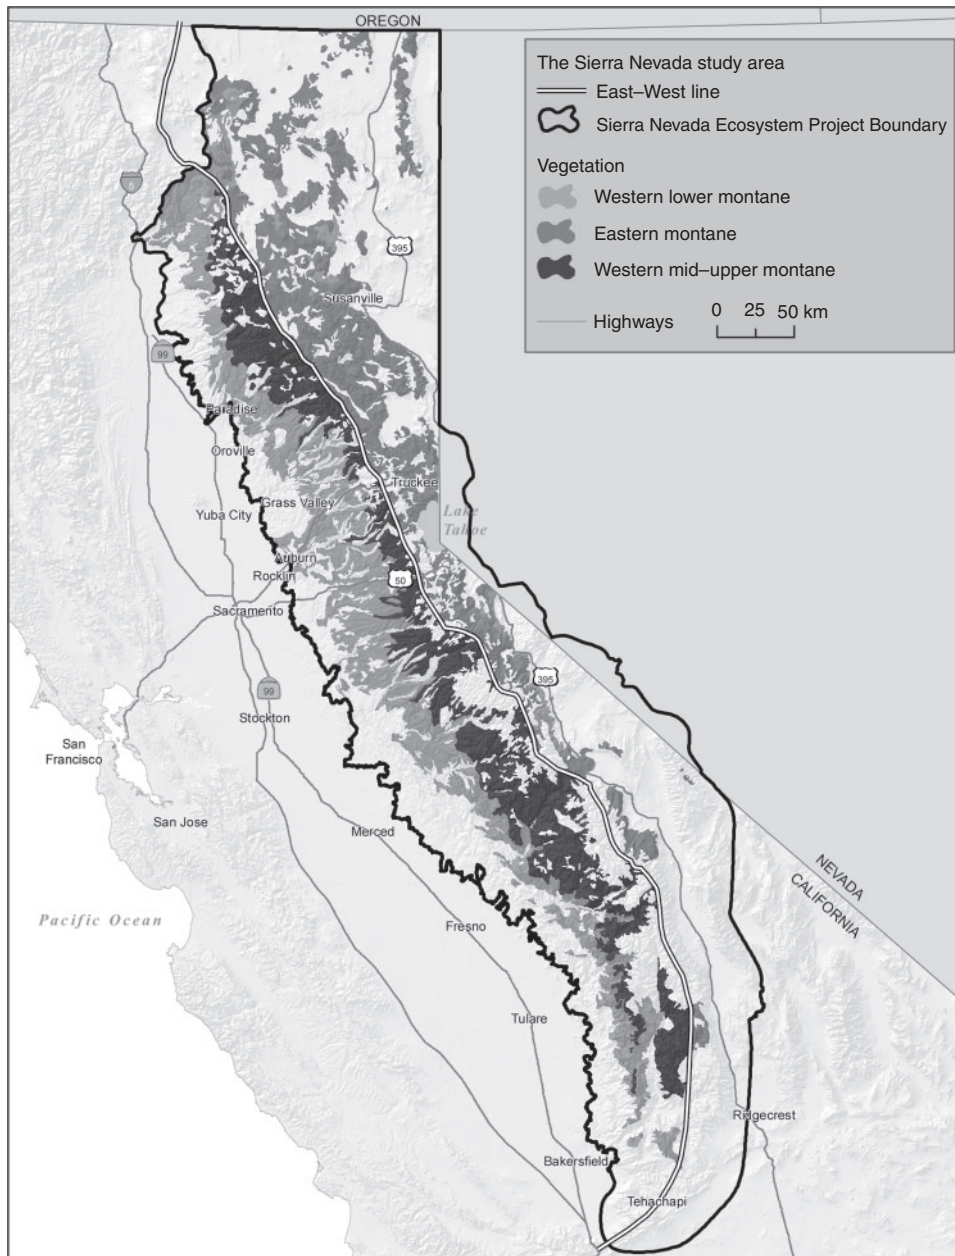 OREGON
The Sierra Nevada study area
East–West line
Sierra Nevada Ecosystem Project Boundary
Vegetation
Western lower montane
Eastern montane
Western mid–upper montane
Highways
0 25 50 km
5
395
Susanville
99
Paradise
Oroville
Truckee
Grass Valley
Yuba City
Lake
Tahoe
Auburn
Rocklin
50
Sacramento
395
99
Stockton
San
Francisco
San Jose
Merced
NEVADA
CALIFORNIA
Pacific Ocean
Fresno
Tulare
Ridgecrest
Bakersfield
Tehachapi